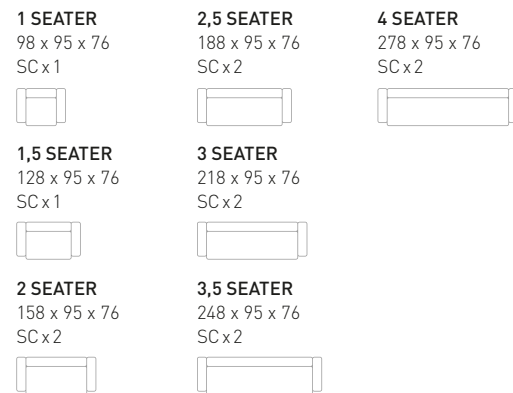 1 SEATER
98 x 95 x 76
SC x 1
1,5 SEATER
128 x 95 x 76
SC x 1
2 SEATER
158 x 95 x 76
SC x 2
2,5 SEATER
188 x 95 x 76
SC x 2
3 SEATER
218 x 95 x 76
SC x 2
3,5 SEATER
248 x 95 x 76
SC x 2
4 SEATER
278 x 95 x 76
SC x 2